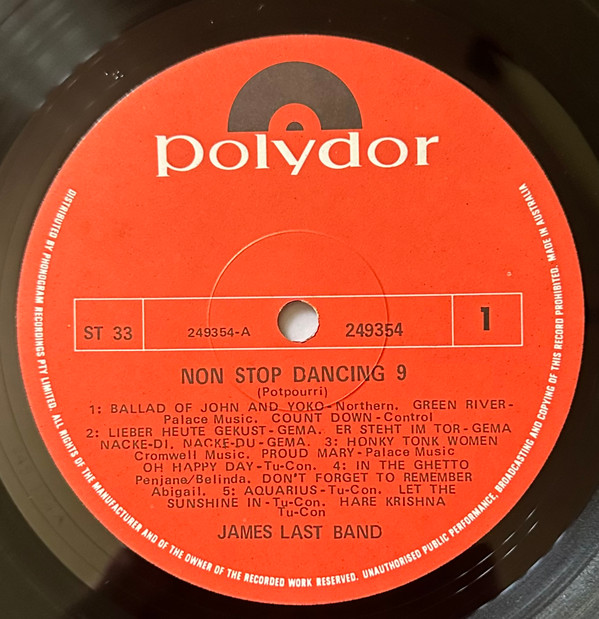 polydor
ST 33
249354-A
249354
1
NON STOP DANCING 9
(Potpourri)
1: BALLAD OF JOHN AND YOKO-Northern. GREEN RIVER-
Palace Music. COUNT DOWN-Control
2: LIEBER HEUTE GEKUST-GEMA. ER STEHT IM TOR-GEMA
NACKE-DI, NACKE-DU-GEMA. 3: HONKY TONK WOMEN
Cromwell Music. PROUD MARY-Palace Music
OH HAPPY DAY-Tu-Con. 4: IN THE GHETTO
Penjane/Belinda. DON'T FORGET TO REMEMBER
Abigail. 5: AQUARIUS-Tu-Con. LET THE
SUNSHINE IN-Tu-Con. HARE KRISHNA
Tu-Con
JAMES LAST BAND
DISTRIBUTED BY PHONOGRAM RECORDINGS PTY LIMITED. ALL RIGHTS OF THE MANUFACTURER AND OF THE OWNER OF THE RECORDED WORK RESERVED. UNAUTHORISED PUBLIC PERFORMANCE, BROADCASTING AND COPYING OF THIS RECORD PROHIBITED. MADE IN AUSTRALIA